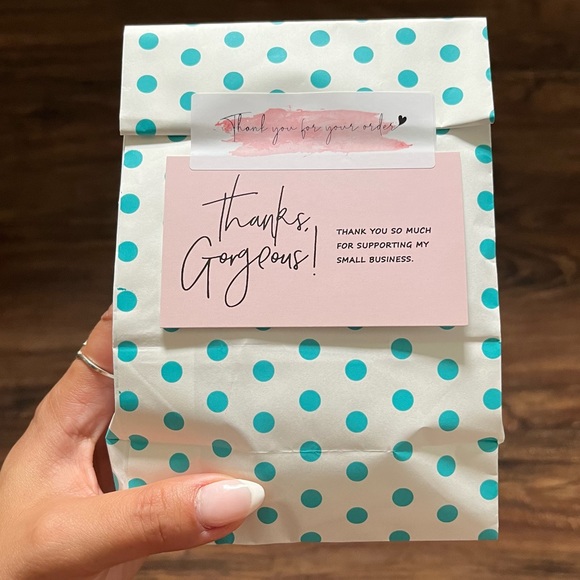 Thank you for your order
Thanks,
Gorgeous!
THANK YOU SO MUCH
FOR SUPPORTING MY
SMALL BUSINESS.